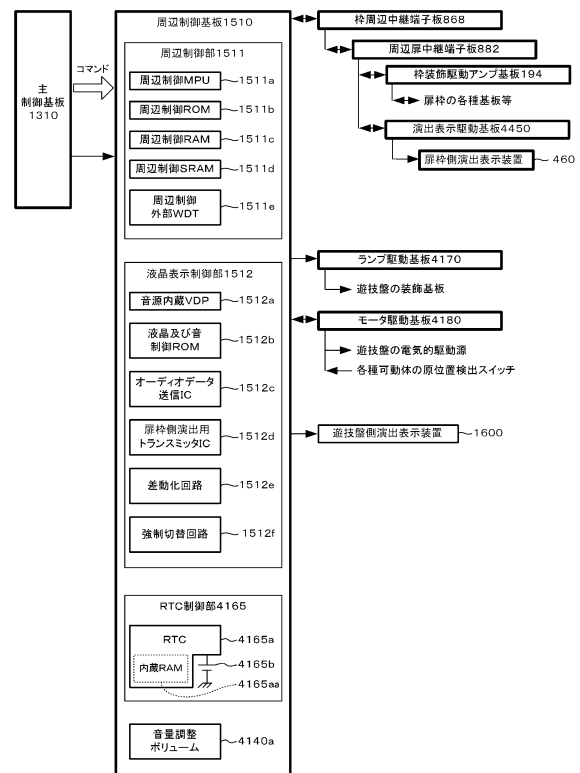 主
制御基板
1310
コマンド
周辺制御基板1510
周辺制御部1511
周辺制御MPU
1511a
周辺制御ROM
1511b
周辺制御RAM
1511c
周辺制御SRAM
1511d
周辺制御
外部WDT
1511e
液晶表示制御部1512
音源内蔵VDP
1512a
液晶及び音
制御ROM
1512b
オーディオデータ
送信IC
1512c
扉枠側演出用
トランスミッタIC
1512d
差動化回路
1512e
強制切替回路
1512f
RTC制御部4165
RTC
4165a
内蔵RAM
4165b
4165aa
音量調整
ボリューム
4140a
枠周辺中継端子板868
周辺扉中継端子板882
枠装飾駆動アンプ基板194
扉枠の各種基板等
演出表示駆動基板4450
扉枠側演出表示装置
460
ランプ駆動基板4170
遊技盤の装飾基板
モータ駆動基板4180
遊技盤の電気的駆動源
各種可動体の原位置検出スイッチ
遊技盤側演出表示装置
1600